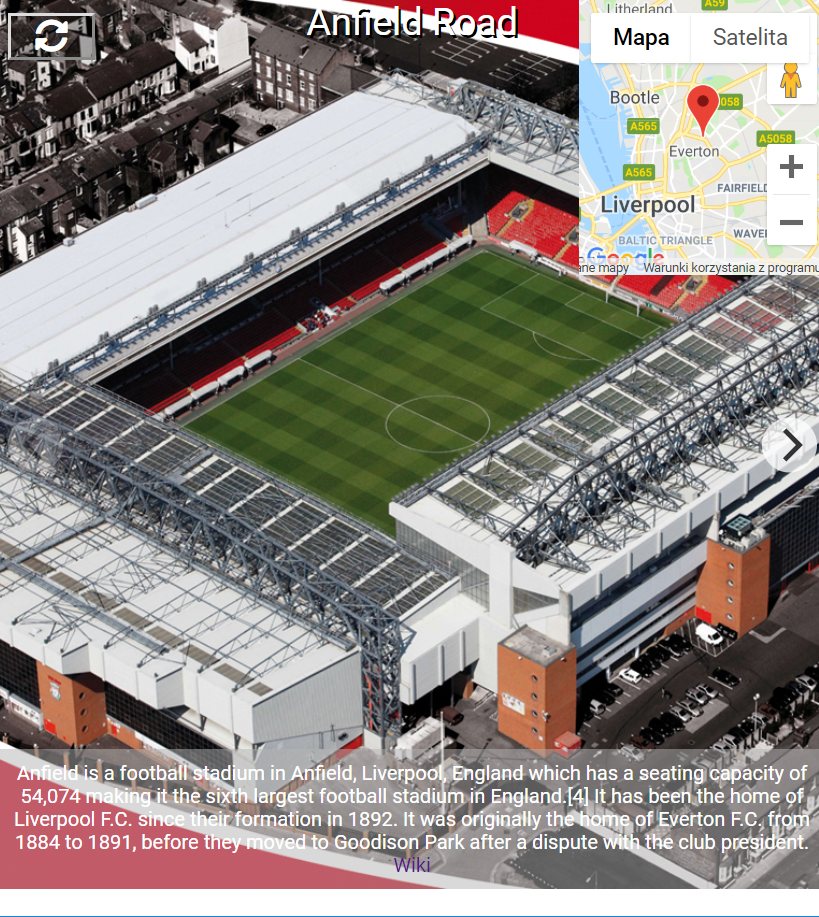 Anfield Road
Litherland
A59
Mapa
Satelita
Bootle
A5058
A565
A5058
Everton
A565
FAIRFIELD
Liverpool
BALTIC TRIANGLE
WAVE
Google
ane mapy
Warunki korzystania z programu
Anfield is a football stadium in Anfield, Liverpool, England which has a seating capacity of
54,074 making it the sixth largest football stadium in England.[4] It has been the home of
Liverpool F.C. since their formation in 1892. It was originally the home of Everton F.C. from
1884 to 1891, before they moved to Goodison Park after a dispute with the club president.
Wiki